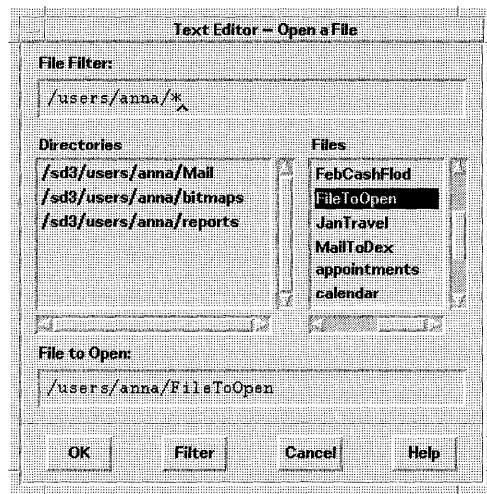 Text Editor – Open a File
File Filter:
/users/anna/*
Directories
/sd3/users/anna/Mail
/sd3/users/anna/bitmaps
/sd3/users/anna/reports
Files
FebCashFlod
FileToOpen
JanTravel
MailToDex
appointments
calendar
File to Open:
/users/anna/FileToOpen
OK Filter Cancel Help